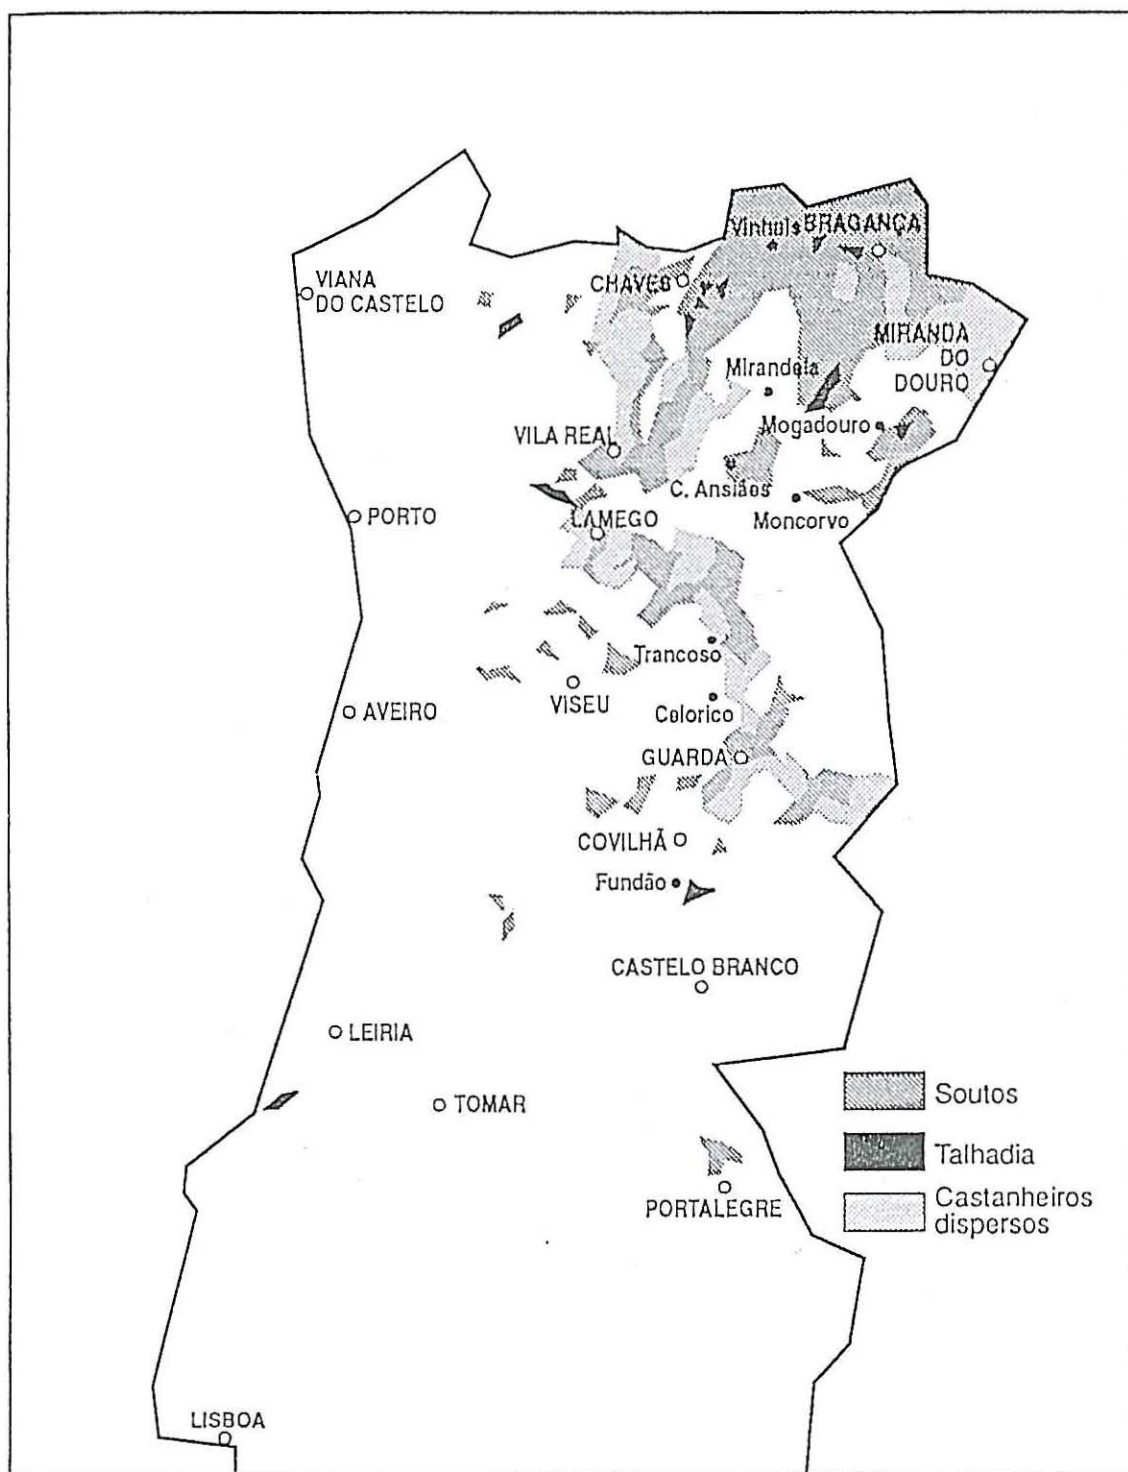 Vinhais
BRAGANÇA
CHAVES
VIANA
DO CASTELO
MIRANDA
DO
DOURO
Mirandela
Mogadouro
VILA REAL
C. Ansiães
Moncorvo
PORTO
LAMEGO
Trancoso
VISEU
Celorico
AVEIRO
GUARDA
COVILHÃ
Fundão
CASTELO BRANCO
LEIRIA
Soutos
TOMAR
Talhadia
Castanheiros
dispersos
PORTALEGRE
LISBOA